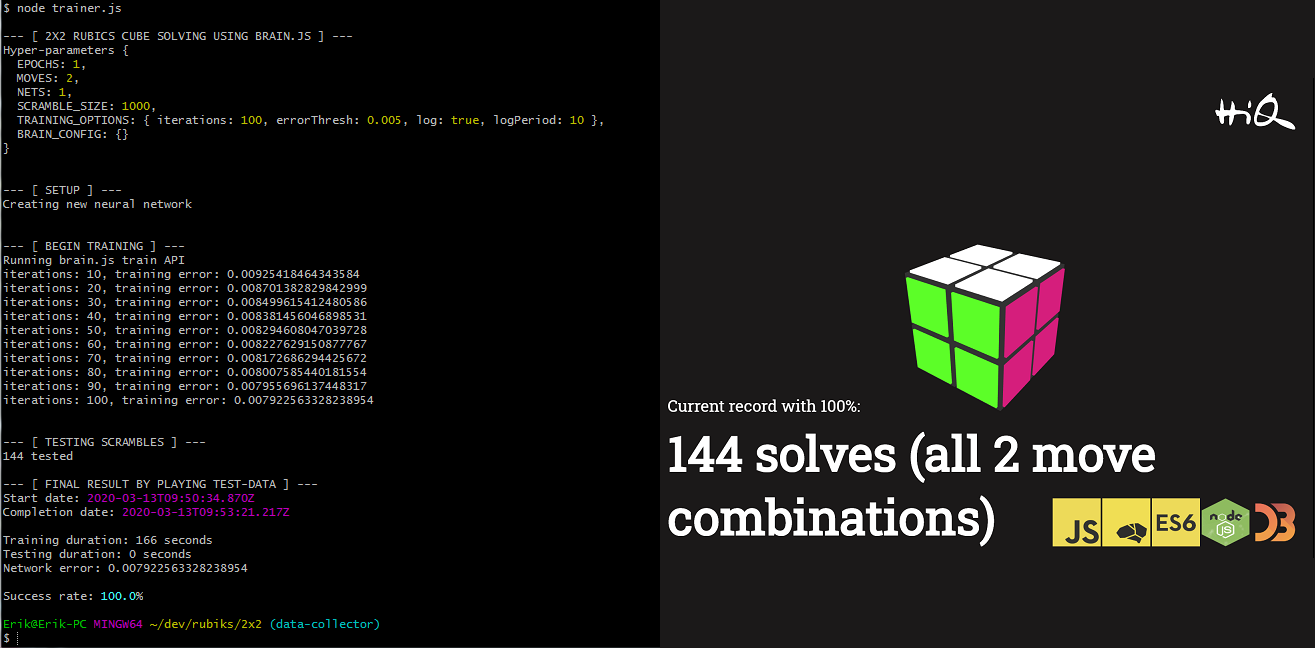 $ node trainer.js
--- [ 2X2 RUBICS CUBE SOLVING USING BRAIN.JS ] ---
Hyper-parameters {
EPOCHS: 1,
MOVES: 2,
NETS: 1,
SCRAMBLE_SIZE: 1000,
TRAINING_OPTIONS: { iterations: 100, errorThresh: 0.005, log: true, logPeriod: 10 },
BRAIN_CONFIG: {}
}
--- [ SETUP ] ---
Creating new neural network
--- [ BEGIN TRAINING ] ---
Running brain.js train API
iterations: 10, training error: 0.00925418464343584
iterations: 20, training error: 0.008701382829842999
iterations: 30, training error: 0.008499615412480586
iterations: 40, training error: 0.008381456046898531
iterations: 50, training error: 0.008294608047039728
iterations: 60, training error: 0.008227629150877767
iterations: 70, training error: 0.008172686294425672
iterations: 80, training error: 0.008007585440181554
iterations: 90, training error: 0.007955696137448317
iterations: 100, training error: 0.007922563328238954
--- [ TESTING SCRAMBLES ] ---
144 tested
--- [ FINAL RESULT BY PLAYING TEST-DATA ] ---
Start date: 2020-03-13T09:50:34.870Z
Completion date: 2020-03-13T09:53:21.217Z
Training duration: 166 seconds
Testing duration: 0 seconds
Network error: 0.007922563328238954
Success rate: 100.0%
Erik@Erik-PC MINGW64 ~/dev/rubiks/2x2 (data-collector)
$
HiQ
Current record with 100%:
144 solves (all 2 move
combinations)
JS
ES6
node
JS
D3